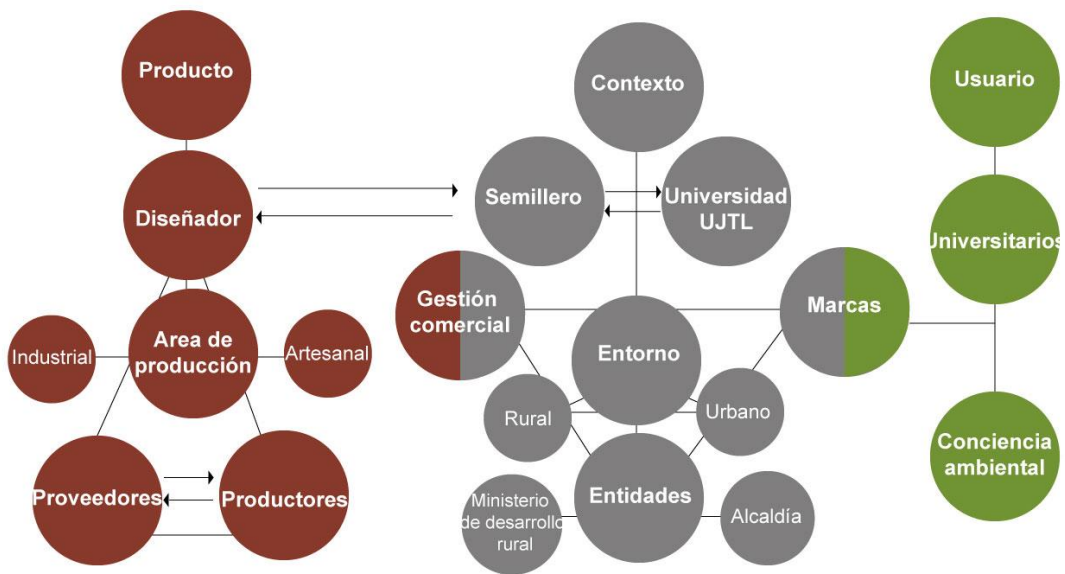 Producto
Diseñador
Area de
producción
Industrial
Artesanal
Proveedores
Productores
Contexto
Semillero
Universidad
UJTL
Gestión
comercial
Marcas
Entorno
Rural
Urbano
Entidades
Ministerio
de desarrollo
rural
Alcaldía
Usuario
Universitarios
Conciencia
ambiental